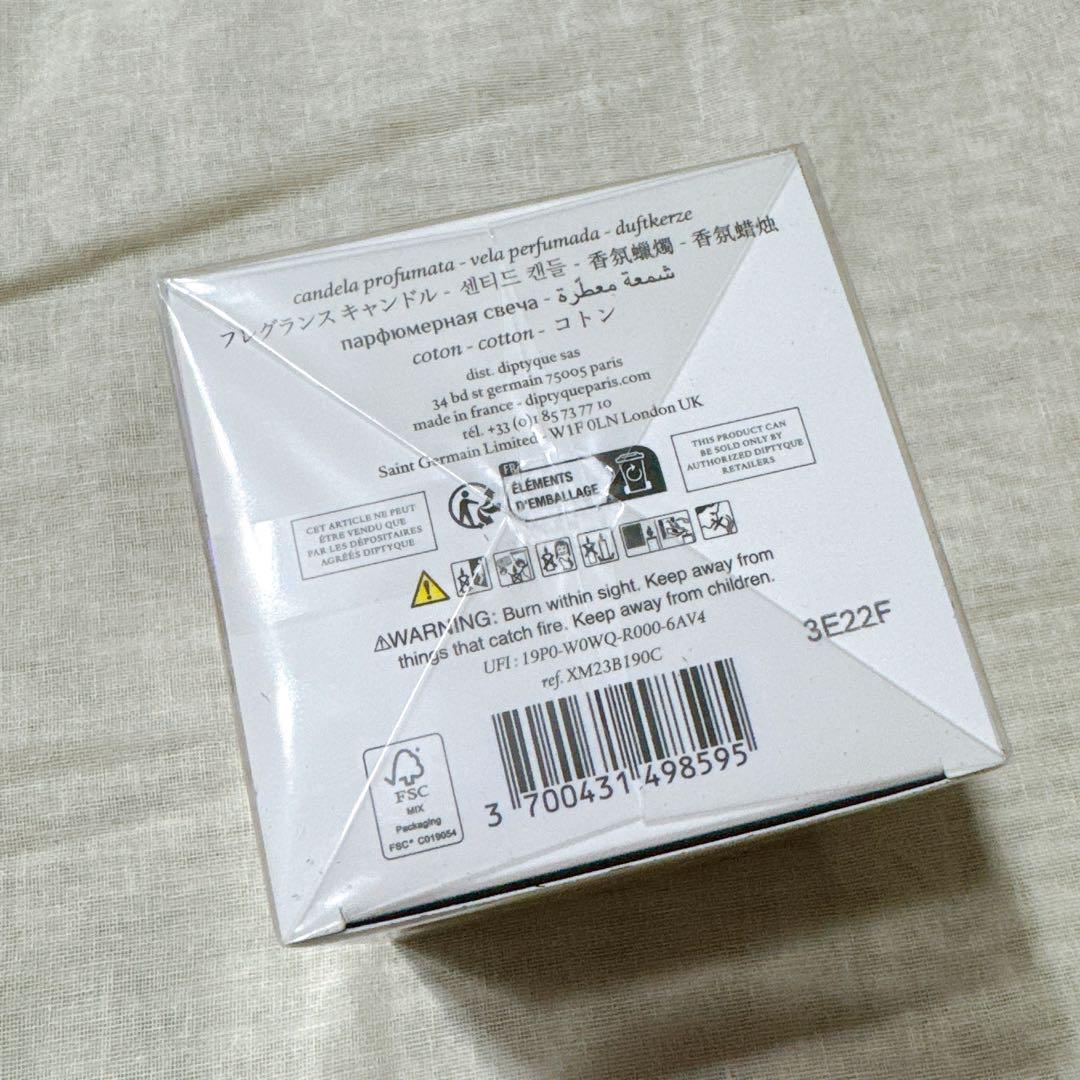 candela profumata - vela perfumada - duftkerze
フレグランス キャンドル - 센티드 캔들 - 香氛蠟燭 - 香氛蜡烛
парфюмерная свеча - شمعة معطّرة
coton - cotton - コトン
dist. diptyque sas
34 bd st germain 75005 paris
made in france - diptyqueparis.com
tél. +33 (0)1 85 73 77 10
Saint Germain Limited - W1F 0LN London UK
FR
ÉLÉMENTS
D'EMBALLAGE
THIS PRODUCT CAN
BE SOLD ONLY BY
AUTHORIZED DIPTYQUE
RETAILERS
CET ARTICLE NE PEUT
ÊTRE VENDU QUE
PAR LES DÉPOSITAIRES
AGRÉÉS DIPTYQUE
⚠WARNING: Burn within sight. Keep away from
things that catch fire. Keep away from children.
UFI : 19P0-W0WQ-R000-6AV4
ref. XM23B190C
3E22F
3 700431 498595
FSC
MIX
Packaging
FSC® C019054